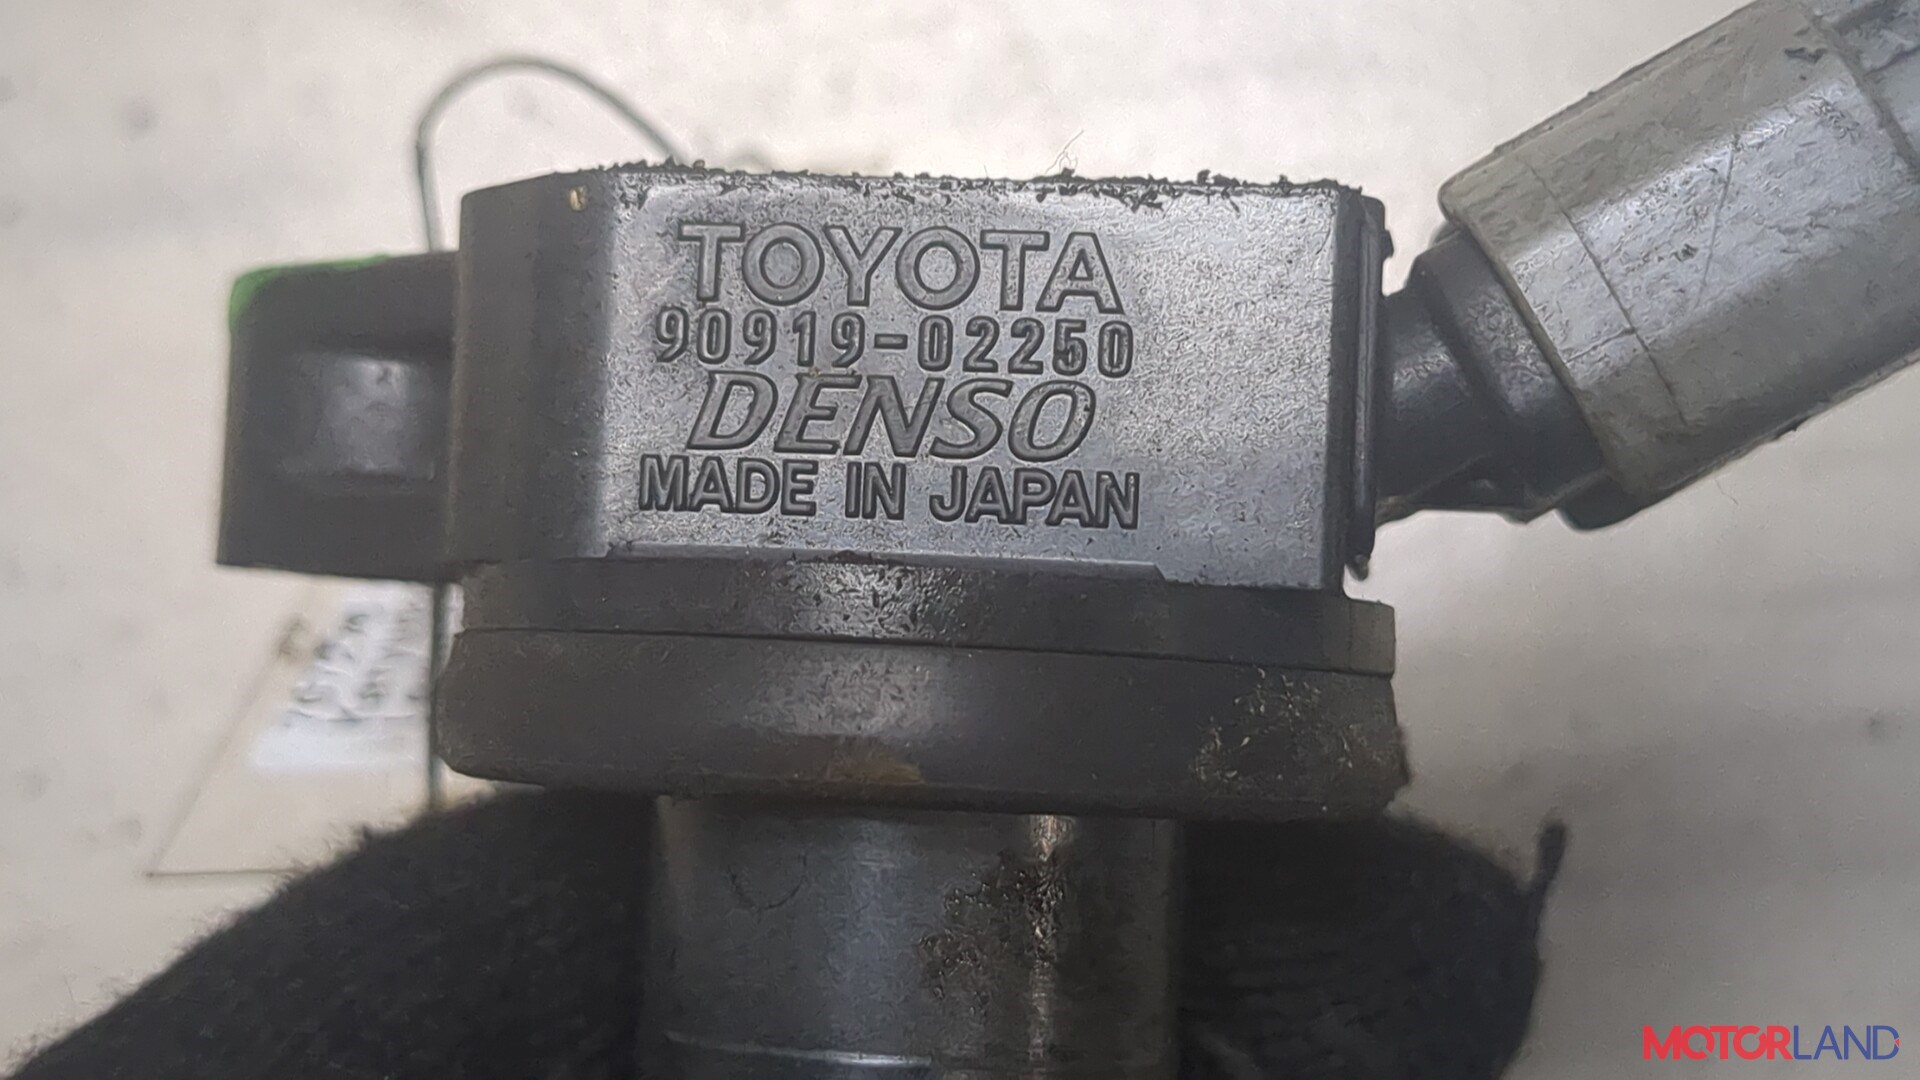 TOYOTA
90919-02250
DENSO
MADE IN JAPAN
MOTORLAND